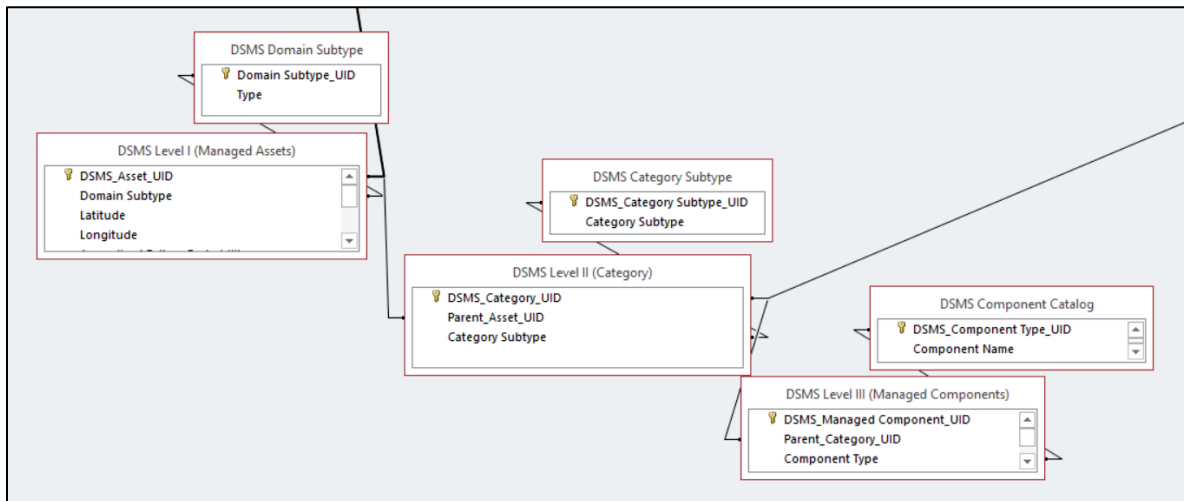 DSMS Domain Subtype
Domain Subtype_UID
Type
DSMS Level I (Managed Assets)
DSMS_Asset_UID
Domain Subtype
Latitude
Longitude
DSMS Category Subtype
DSMS_Category Subtype_UID
Category Subtype
DSMS Level II (Category)
DSMS_Category_UID
Parent_Asset_UID
Category Subtype
DSMS Component Catalog
DSMS_Component Type_UID
Component Name
DSMS Level III (Managed Components)
DSMS_Managed Component_UID
Parent_Category_UID
Component Type